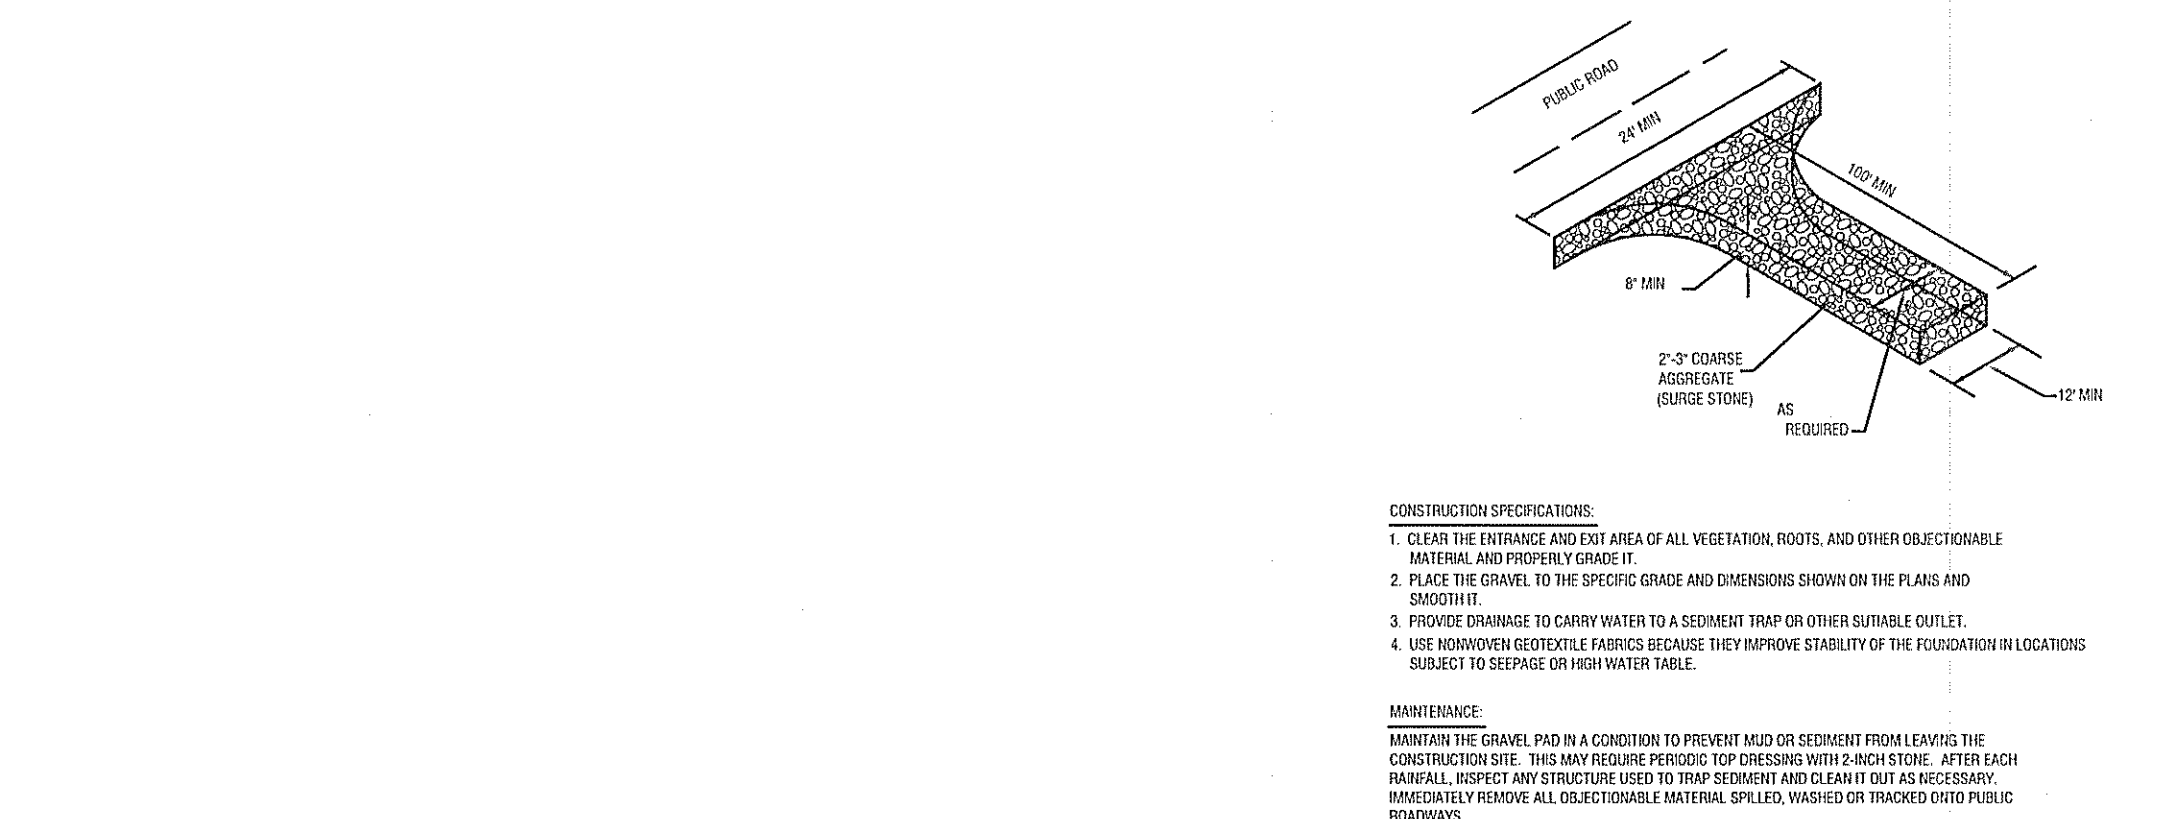 PUBLIC ROAD
24' MIN
100' MIN
8" MIN
2"-3" COARSE
AGGREGATE
(SURGE STONE)
AS
REQUIRED
12' MIN
CONSTRUCTION SPECIFICATIONS:
1. CLEAR THE ENTRANCE AND EXIT AREA OF ALL VEGETATION, ROOTS, AND OTHER OBJECTIONABLE
MATERIAL AND PROPERLY GRADE IT.
2. PLACE THE GRAVEL TO THE SPECIFIC GRADE AND DIMENSIONS SHOWN ON THE PLANS AND
SMOOTH IT.
3. PROVIDE DRAINAGE TO CARRY WATER TO A SEDIMENT TRAP OR OTHER SUTIABLE OUTLET.
4. USE NONWOVEN GEOTEXTILE FABRICS BECAUSE THEY IMPROVE STABILITY OF THE FOUNDATION IN LOCATIONS
SUBJECT TO SEEPAGE OR HIGH WATER TABLE.
MAINTENANCE:
MAINTAIN THE GRAVEL PAD IN A CONDITION TO PREVENT MUD OR SEDIMENT FROM LEAVING THE
CONSTRUCTION SITE. THIS MAY REQUIRE PERIODIC TOP DRESSING WITH 2-INCH STONE. AFTER EACH
RAINFALL, INSPECT ANY STRUCTURE USED TO TRAP SEDIMENT AND CLEAN IT OUT AS NECESSARY.
IMMEDIATELY REMOVE ALL OBJECTIONABLE MATERIAL SPILLED, WASHED OR TRACKED ONTO PUBLIC
ROADWAYS